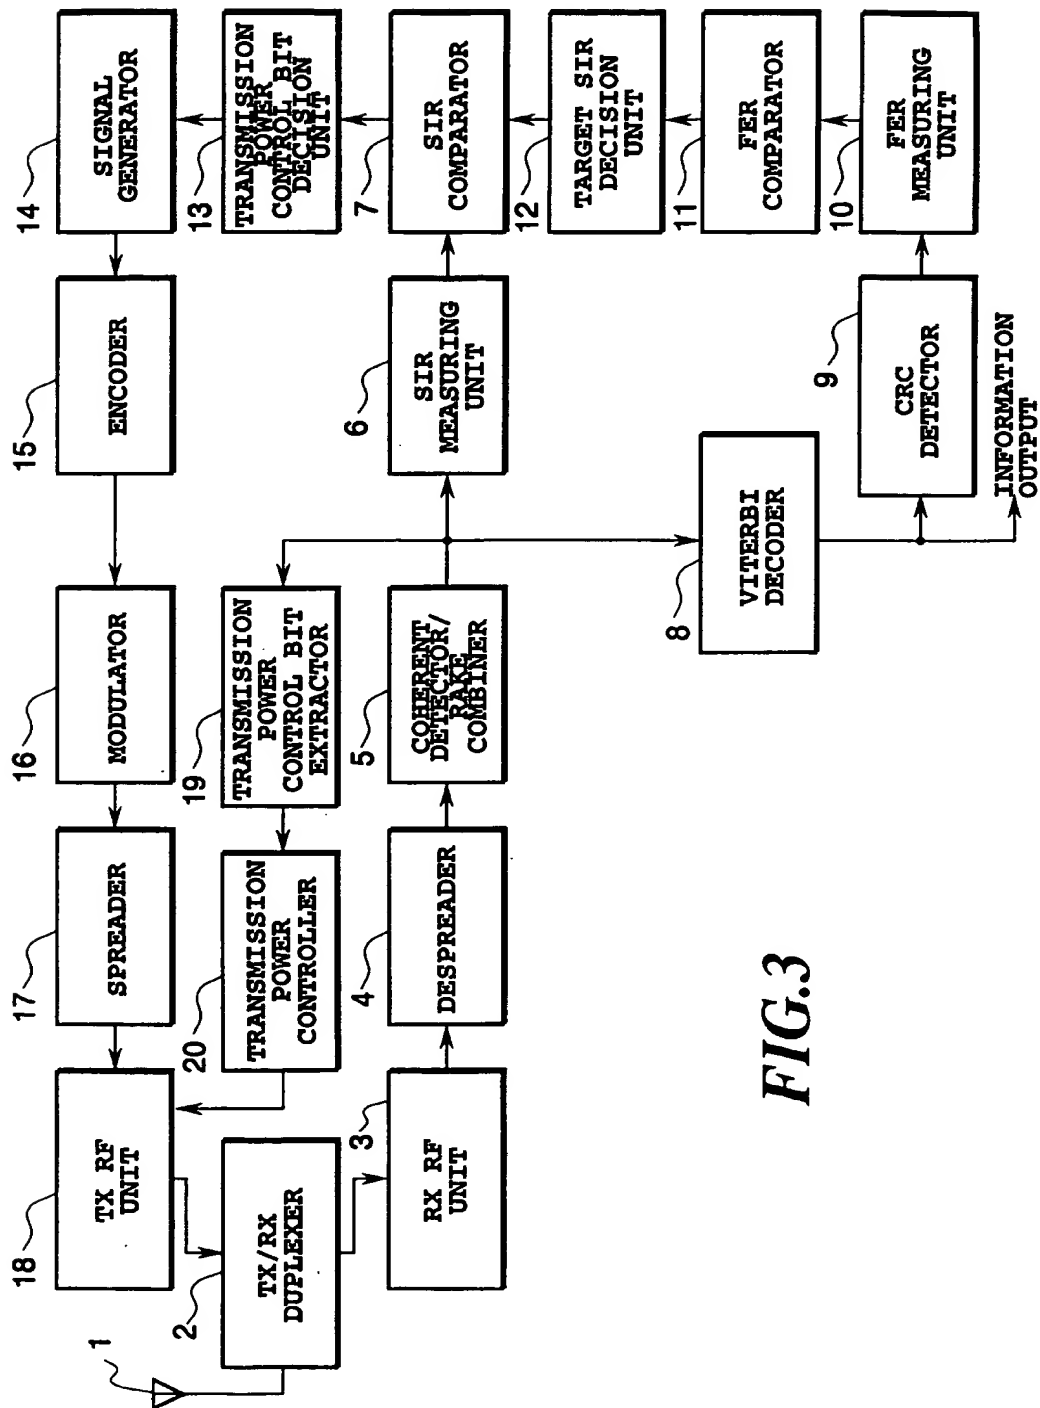 1
TX/RX
DUPLEXER
2
RX RF
UNIT
3
DESPREADER
4
COHERENT
DETECTOR/
RAKE
COMBINER
5
SIR
MEASURING
UNIT
6
SIR
COMPARATOR
7
VITERBI
DECODER
8
CRC
DETECTOR
9
INFORMATION
OUTPUT
FER
MEASURING
UNIT
10
FER
COMPARATOR
11
TARGET SIR
DECISION
UNIT
12
TRANSMISSION
POWER
CONTROL BIT
DECISION
UNIT
13
SIGNAL
GENERATOR
14
ENCODER
15
MODULATOR
16
SPREADER
17
TX RF
UNIT
18
TRANSMISSION
POWER
CONTROL BIT
EXTRACTOR
19
TRANSMISSION
POWER
CONTROLLER
20
FIG.3